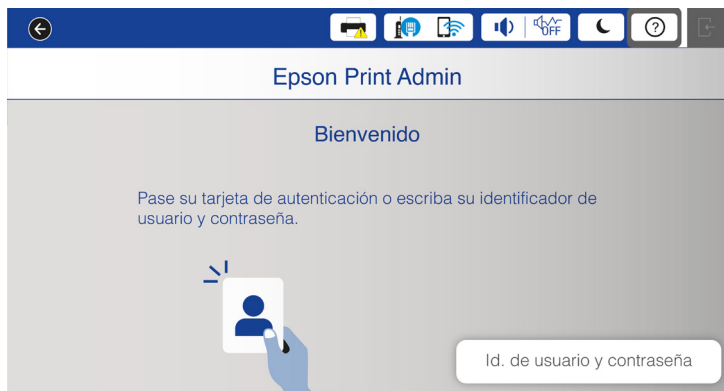 OFF
?
Epson Print Admin
Bienvenido
Pase su tarjeta de autenticación o escriba su identificador de
usuario y contraseña.
Id. de usuario y contraseña